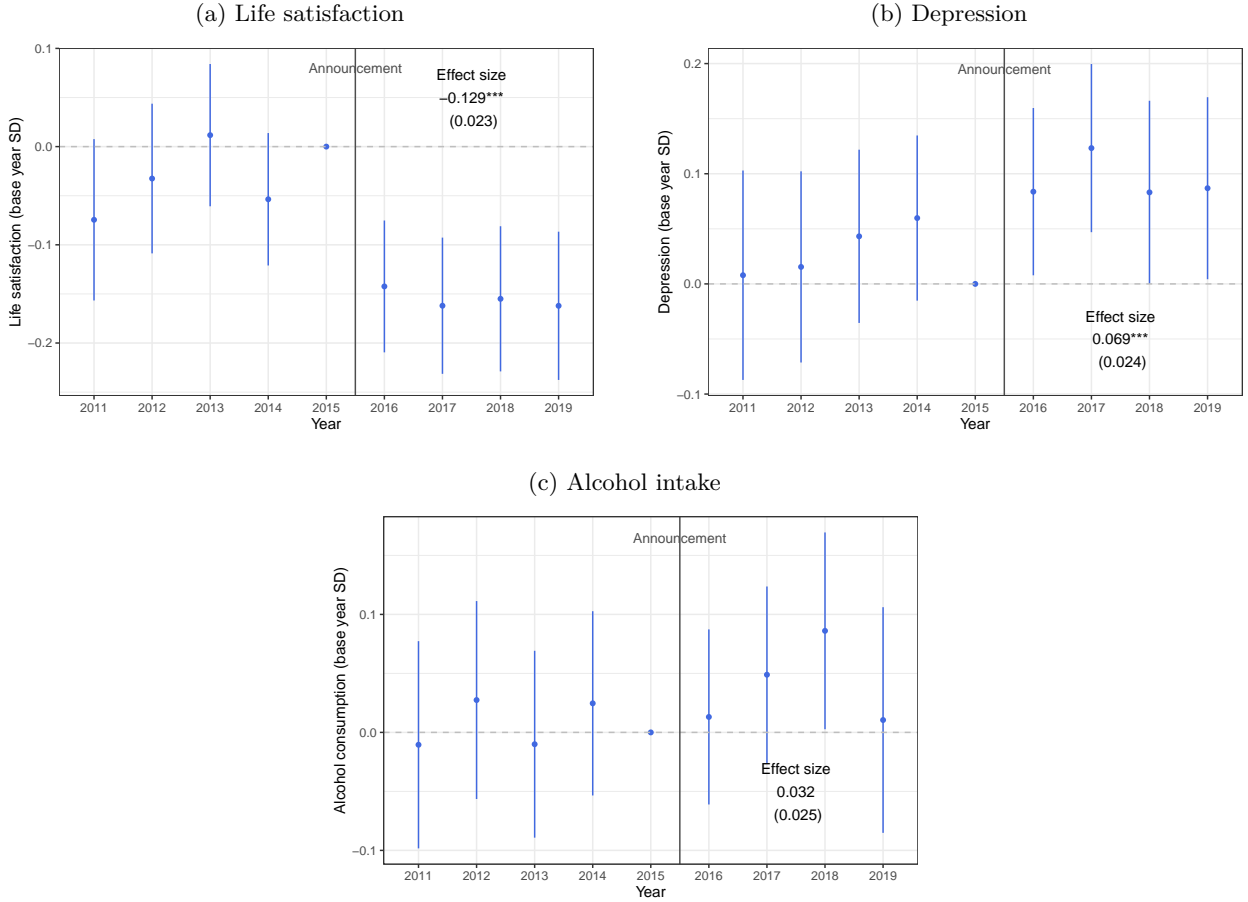 (a) Life satisfaction
Life satisfaction (base year SD)
0.1
0.0
−0.1
−0.2
Announcement
Effect size
−0.129***
(0.023)
2011 2012 2013 2014 2015 2016 2017 2018 2019
Year
(b) Depression
Depression (base year SD)
0.2
0.1
0.0
−0.1
Announcement
Effect size
0.069***
(0.024)
2011 2012 2013 2014 2015 2016 2017 2018 2019
Year
(c) Alcohol intake
Alcohol consumption (base year SD)
0.1
0.0
−0.1
Announcement
Effect size
0.032
(0.025)
2011 2012 2013 2014 2015 2016 2017 2018 2019
Year